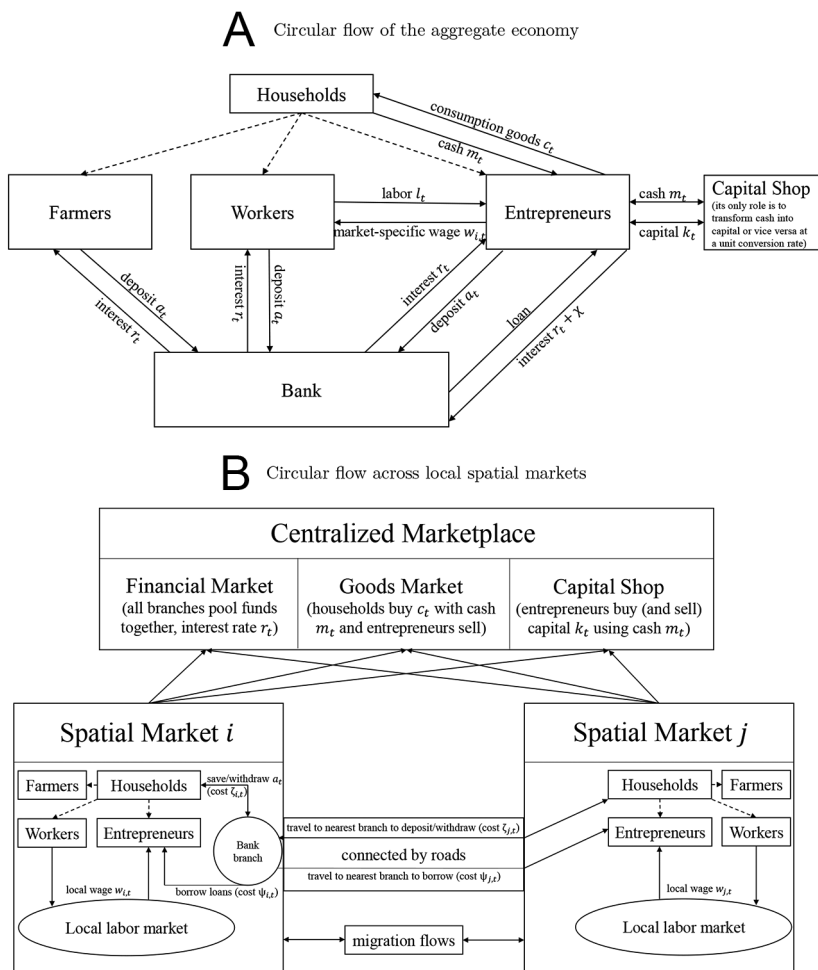 A Circular flow of the aggregate economy
Households
consumption goods c_t
cash m_t
Farmers
Workers
labor l_t
market-specific wage w_{i,t}
Entrepreneurs
cash m_t
capital k_t
Capital Shop
(its only role is to
transform cash into
capital or vice versa at
a unit conversion rate)
deposit a_t
interest r_t
interest r_t
deposit a_t
interest r_t
deposit a_t
loan
interest r_t + χ
Bank
B Circular flow across local spatial markets
Centralized Marketplace
Financial Market
(all branches pool funds
together, interest rate r_t)
Goods Market
(households buy c_t with cash
m_t and entrepreneurs sell)
Capital Shop
(entrepreneurs buy (and sell)
capital k_t using cash m_t)
Spatial Market i
Farmers
Households
save/withdraw a_t
(cost ζ_{i,t})
Workers
Entrepreneurs
Bank
branch
local wage w_{i,t}
borrow loans (cost ψ_{i,t})
Local labor market
travel to nearest branch to deposit/withdraw (cost ζ_{j,t})
connected by roads
travel to nearest branch to borrow (cost ψ_{j,t})
migration flows
Spatial Market j
Households
Farmers
Entrepreneurs
Workers
local wage w_{j,t}
Local labor market